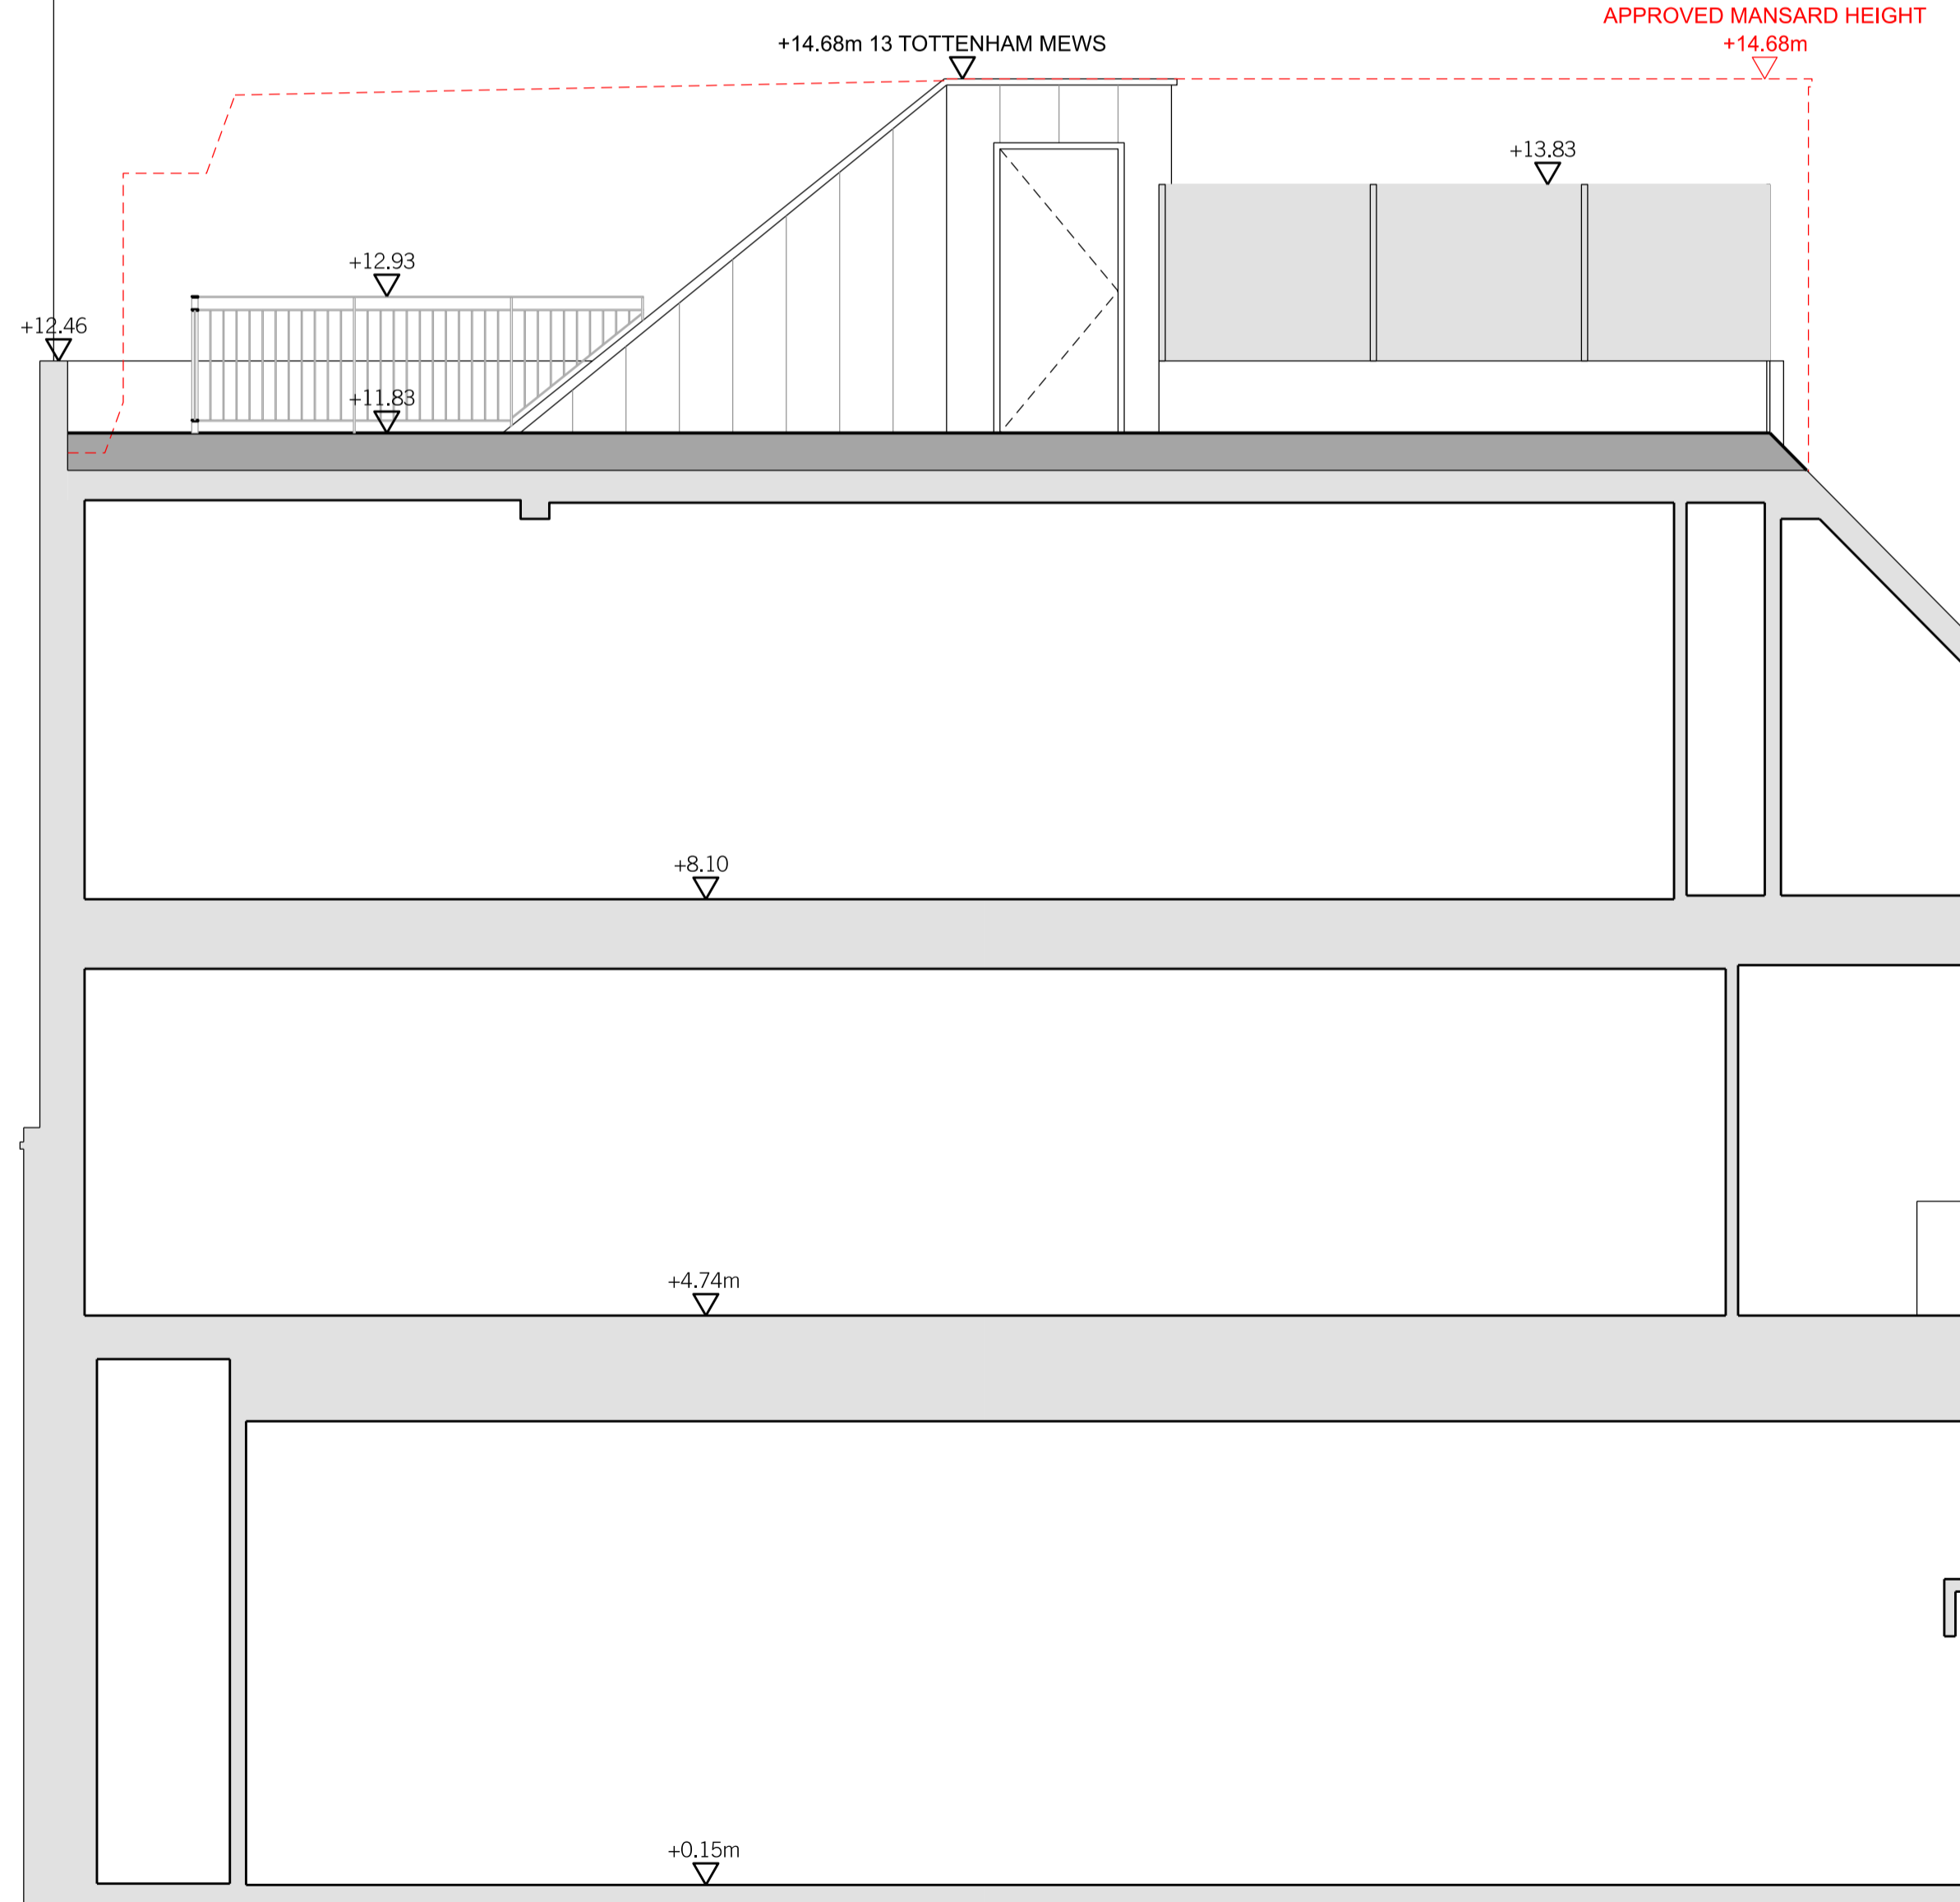 APPROVED MANSARD HEIGHT
+14.68m
+14.68m 13 TOTTENHAM MEWS
+13.83
+12.93
+12.46
+11.83
+8.10
+4.74m
+0.15m